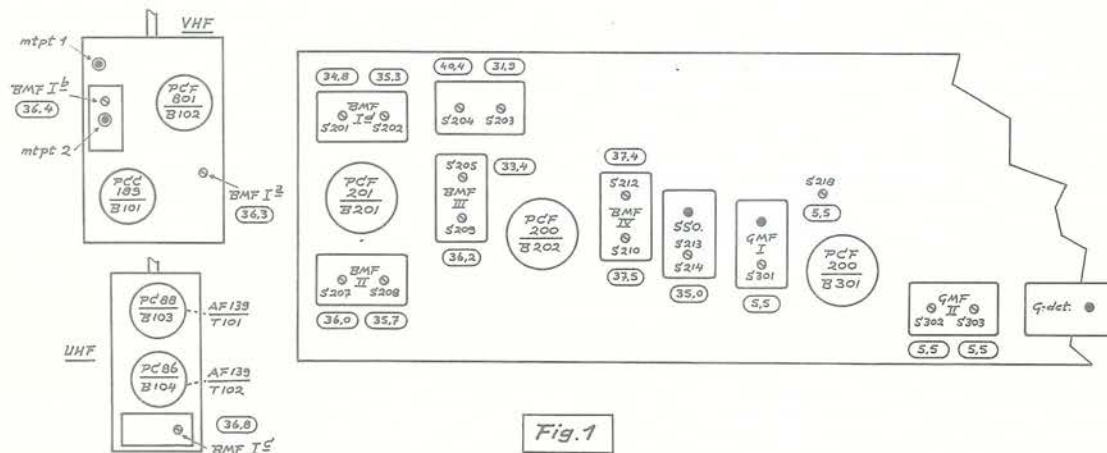 VHF
mtpt 1
BMF Iᵇ
36.4
mtpt 2
PCF
801
B102
PCC
189
B101
BMF Iᵃ
36,3
UHF
PC88
B103
AF139
T101
PC86
B104
AF139
T102
36,8
BMF Iᶜ
34,8 35,3
BMF
Iᵈ
S201 S202
40,4 31,9
S204 S203
PCF
201
B201
S205
33,4
BMF
III
S209
36,2
BMF
II
S207 S208
36,0 35,7
PCF
200
B202
37,4
S212
BMF
IV
S210
37,5
SSO.
S213
S214
35,0
GMF
I
S301
5,5
S218
5,5
PCF
200
B301
GMF
II
S302 S303
5,5 5,5
G-det.
Fig.1